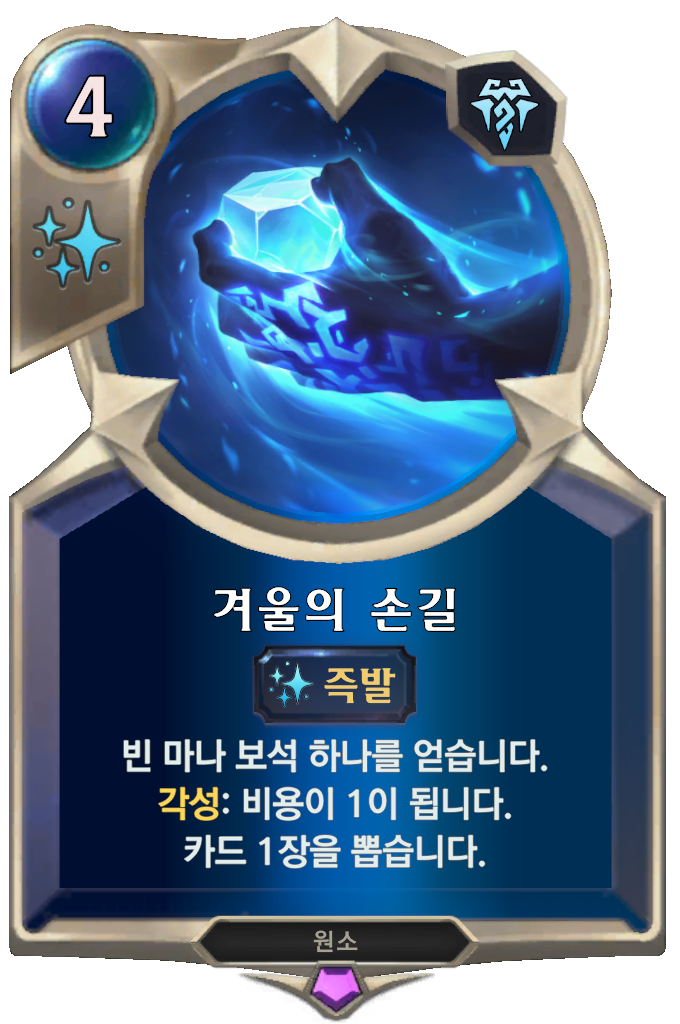 4
겨울의 손길
즉발
빈 마나 보석 하나를 얻습니다.
각성: 비용이 1이 됩니다.
카드 1장을 뽑습니다.
원소